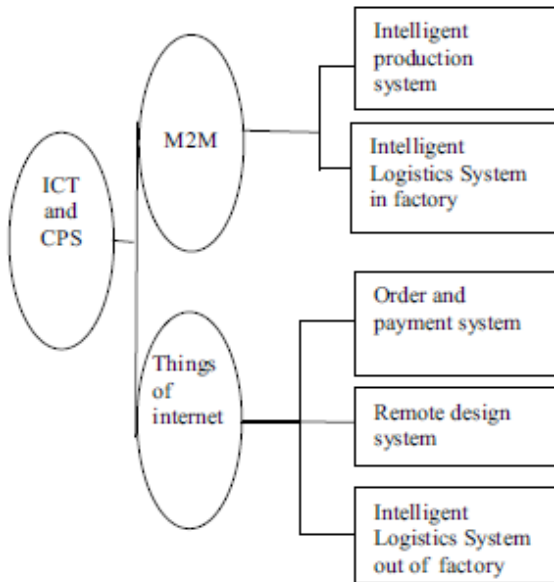 ICT
and
CPS
M2M
Intelligent
production
system
Intelligent
Logistics System
in factory
Things
of
internet
Order and
payment system
Remote design
system
Intelligent
Logistics System
out of factory